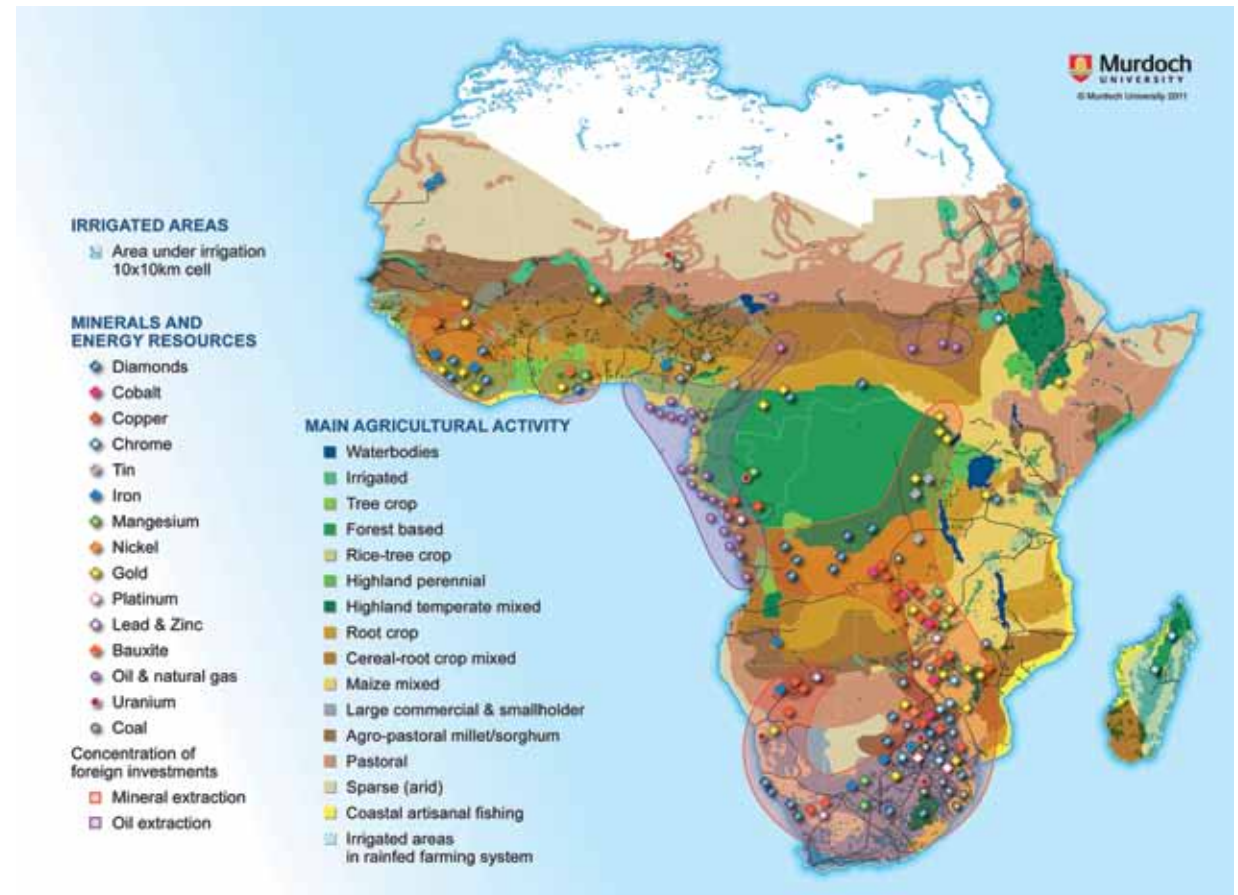 Murdoch
UNIVERSITY
© Murdoch University 2011
IRRIGATED AREAS
Area under irrigation
10x10km cell
MINERALS AND
ENERGY RESOURCES
Diamonds
Cobalt
Copper
Chrome
Tin
Iron
Mangesium
Nickel
Gold
Platinum
Lead & Zinc
Bauxite
Oil & natural gas
Uranium
Coal
Concentration of
foreign investments
Mineral extraction
Oil extraction
MAIN AGRICULTURAL ACTIVITY
Waterbodies
Irrigated
Tree crop
Forest based
Rice-tree crop
Highland perennial
Highland temperate mixed
Root crop
Cereal-root crop mixed
Maize mixed
Large commercial & smallholder
Agro-pastoral millet/sorghum
Pastoral
Sparse (arid)
Coastal artisanal fishing
Irrigated areas
in rainfed farming system